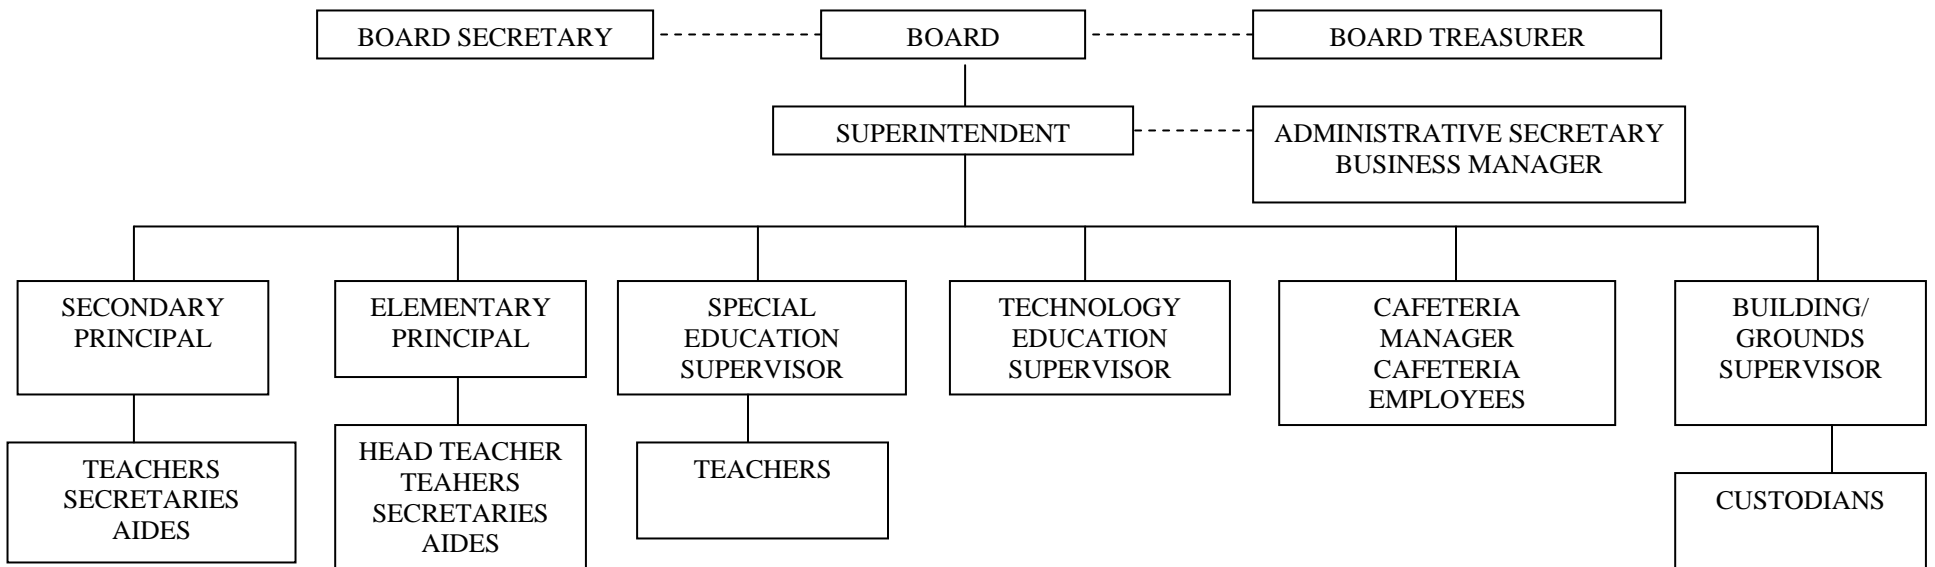 BOARD SECRETARY
BOARD
BOARD TREASURER
SUPERINTENDENT
ADMINISTRATIVE SECRETARY
BUSINESS MANAGER
SECONDARY
PRINCIPAL
ELEMENTARY
PRINCIPAL
SPECIAL
EDUCATION
SUPERVISOR
TECHNOLOGY
EDUCATION
SUPERVISOR
CAFETERIA
MANAGER
CAFETERIA
EMPLOYEES
BUILDING/
GROUNDS
SUPERVISOR
TEACHERS
SECRETARIES
AIDES
HEAD TEACHER
TEAHERS
SECRETARIES
AIDES
TEACHERS
CUSTODIANS